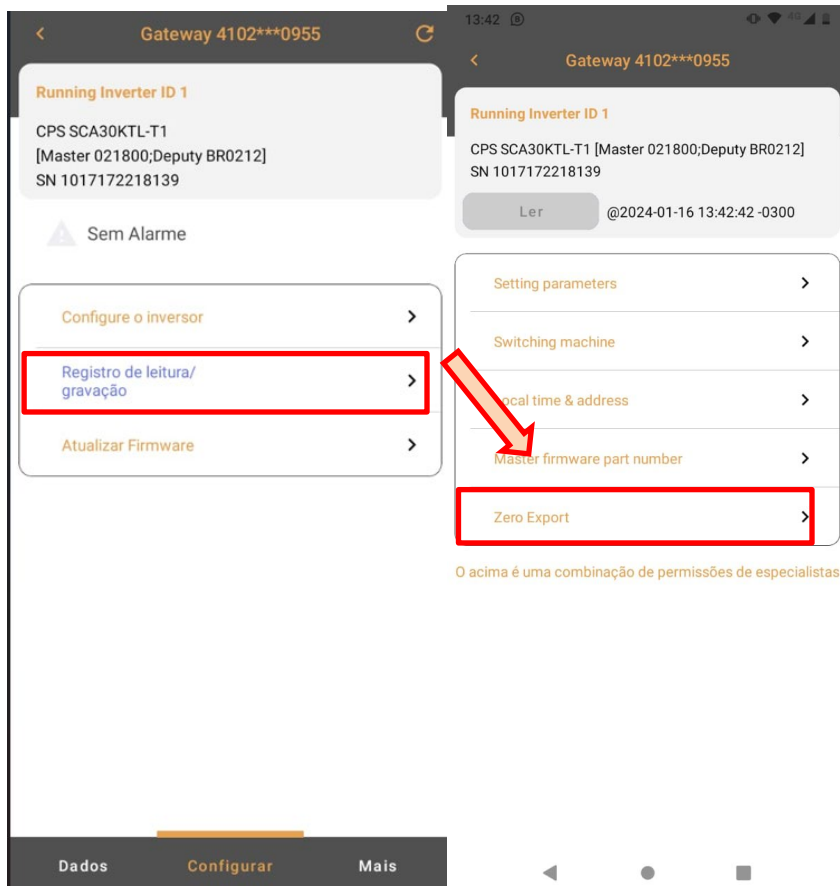 Gateway 4102***0955
Running Inverter ID 1
CPS SCA30KTL-T1
[Master 021800;Deputy BR0212]
SN 1017172218139
Sem Alarme
Configure o inversor
Registro de leitura/
gravação
Atualizar Firmware
Dados Configurar Mais
13:42 4G
Gateway 4102***0955
Running Inverter ID 1
CPS SCA30KTL-T1 [Master 021800;Deputy BR0212]
SN 1017172218139
Ler @2024-01-16 13:42:42 -0300
Setting parameters
Switching machine
Local time & address
Master firmware part number
Zero Export
O acima é uma combinação de permissões de especialistas